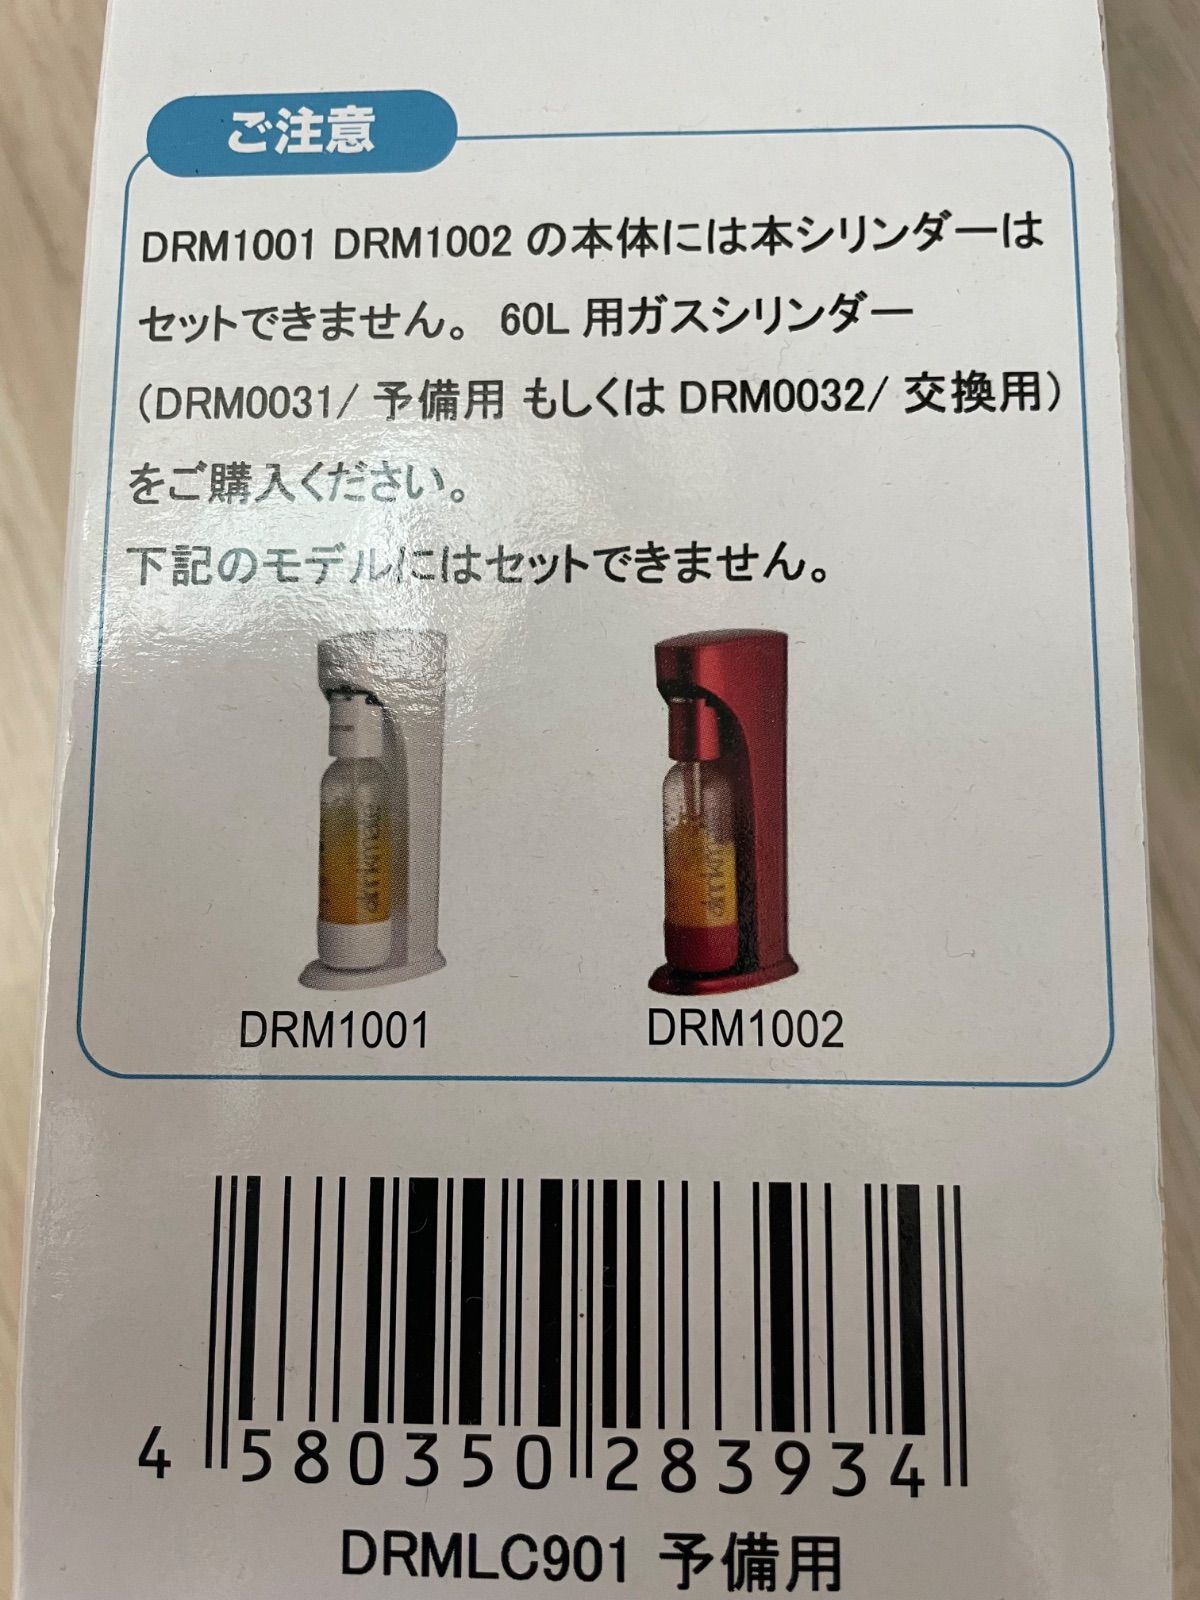 ご注意
DRM1001 DRM1002 の本体には本シリンダーは
セットできません。 60L 用ガスシリンダー
（DRM0031/ 予備用 もしくは DRM0032/ 交換用）
をご購入ください。
下記のモデルにはセットできません。
drinkmate drinkmate
DRM1001 DRM1002
4 580350 283934
DRMLC901 予備用